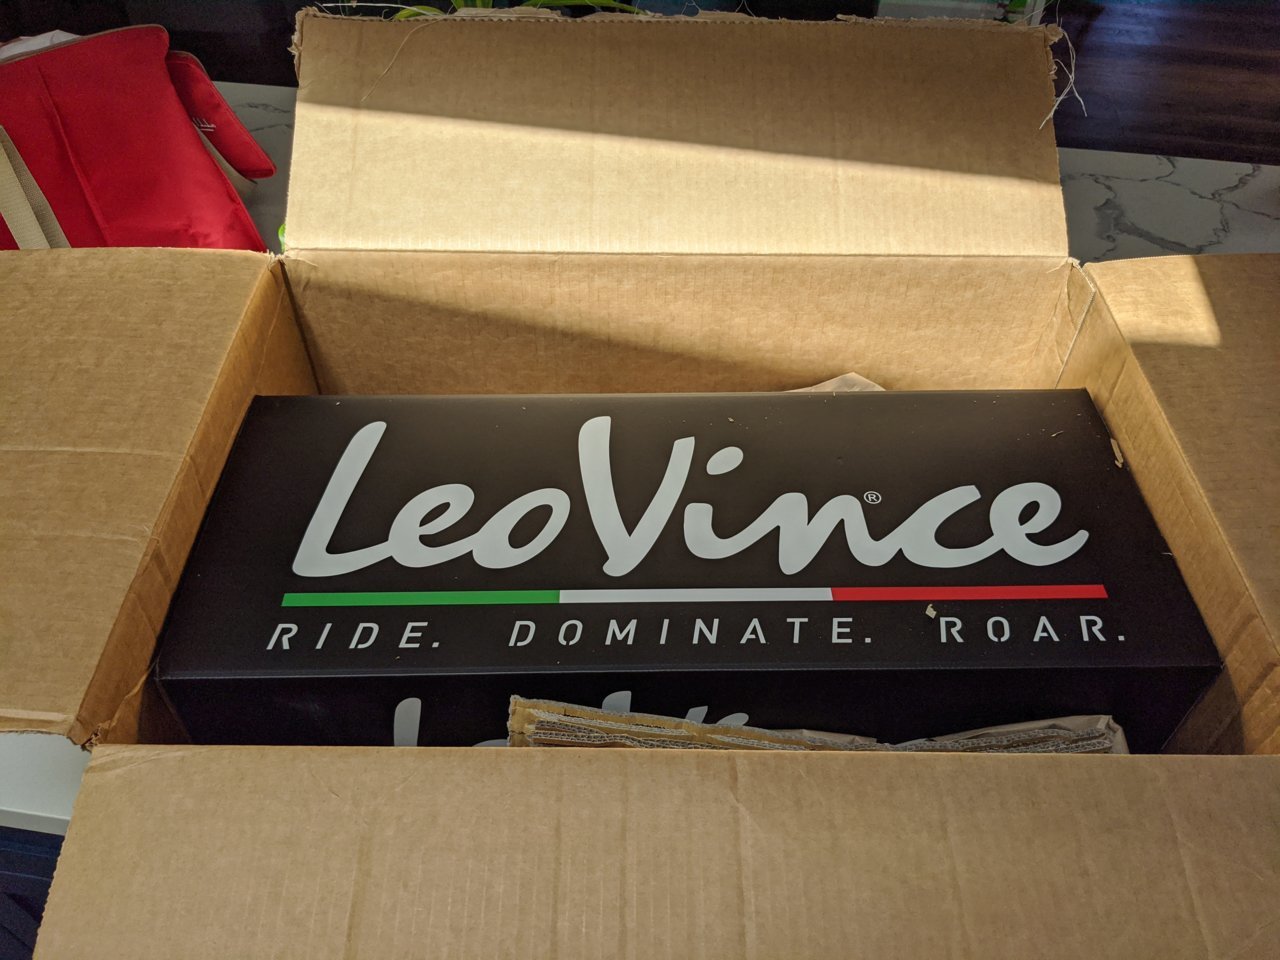 LeoVince®
RIDE. DOMINATE. ROAR.